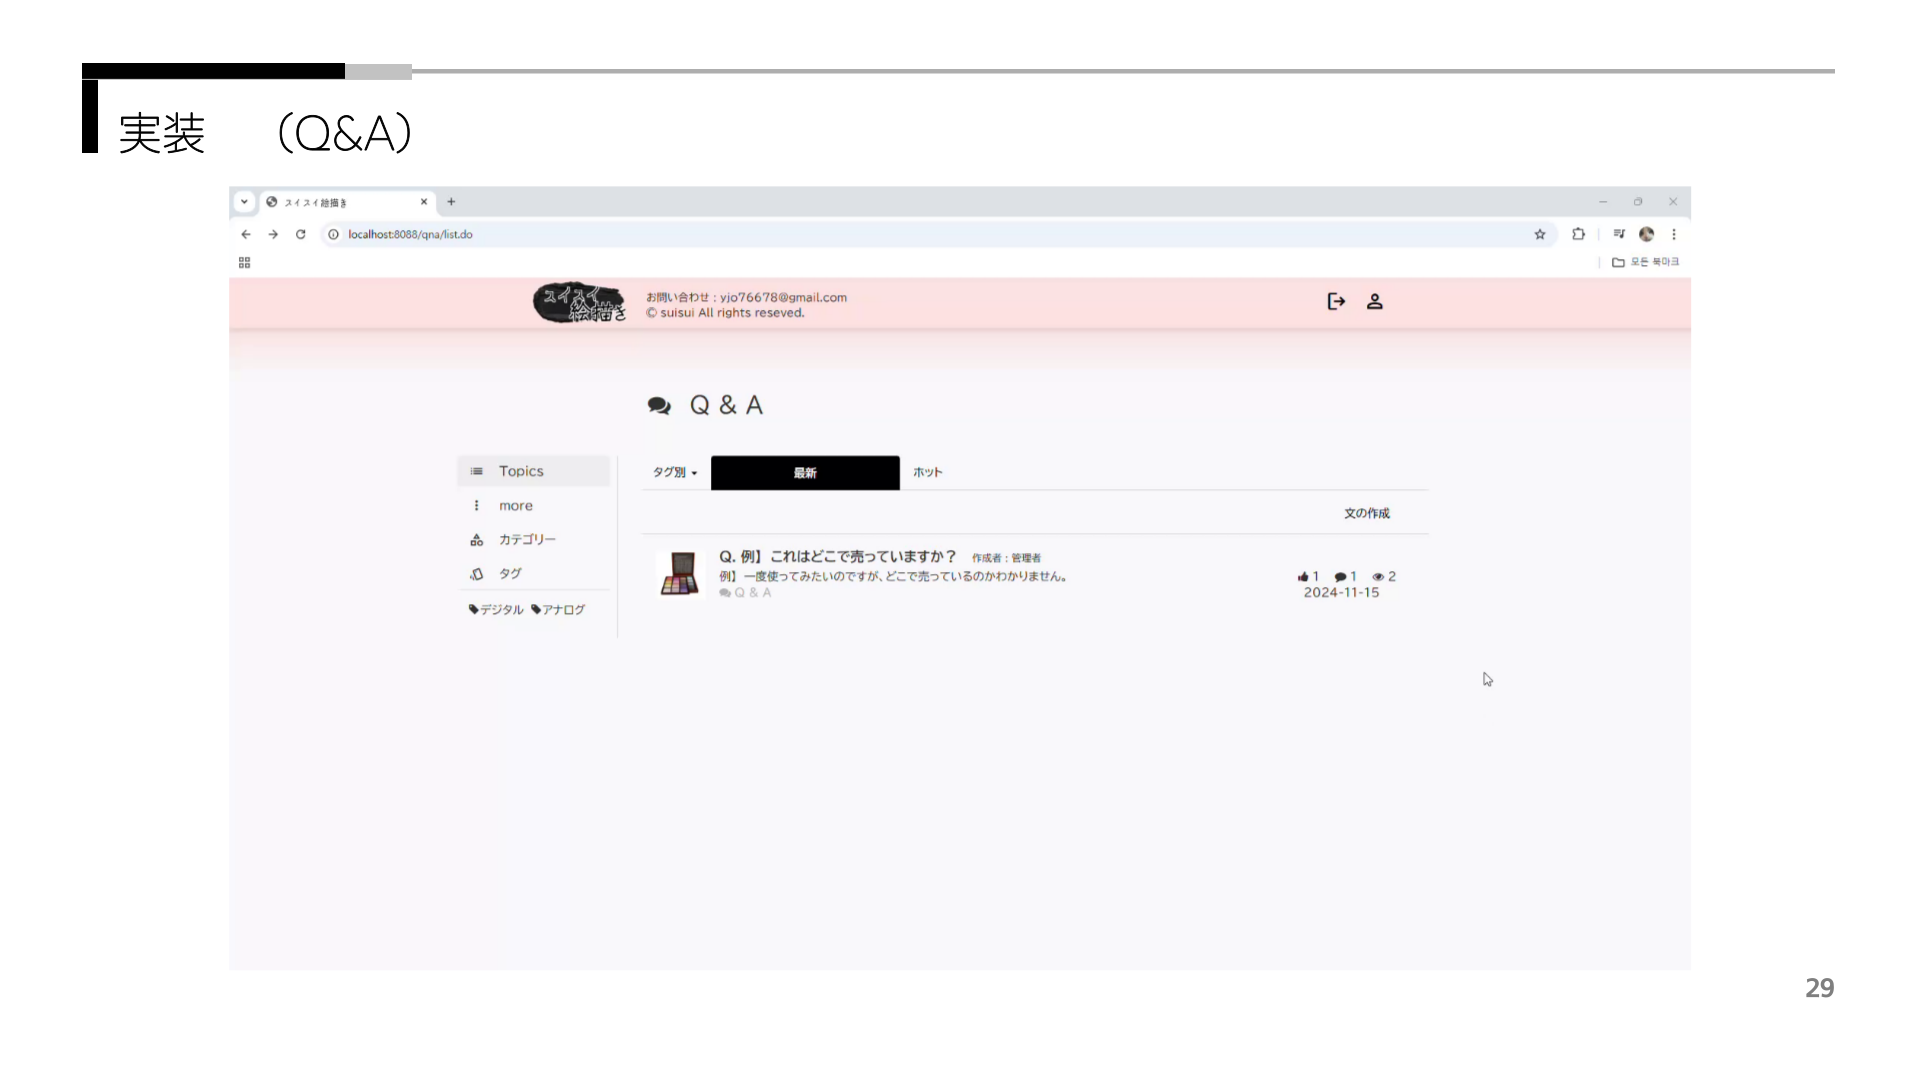 実装　（Q&A）
スイスイ絵描き
localhost:8088/qna/list.do
모든 북마크
スイスイ
絵描き
お問い合わせ : yjo76678@gmail.com
© suisui All rights reseved.
Q & A
Topics
more
カテゴリー
タグ
デジタル アナログ
タグ別 最新 ホット
文の作成
Q. 例】これはどこで売っていますか？ 作成者 : 管理者
例】一度使ってみたいのですが、どこで売っているのかわかりません。
Q & A
1 1 2
2024-11-15
29